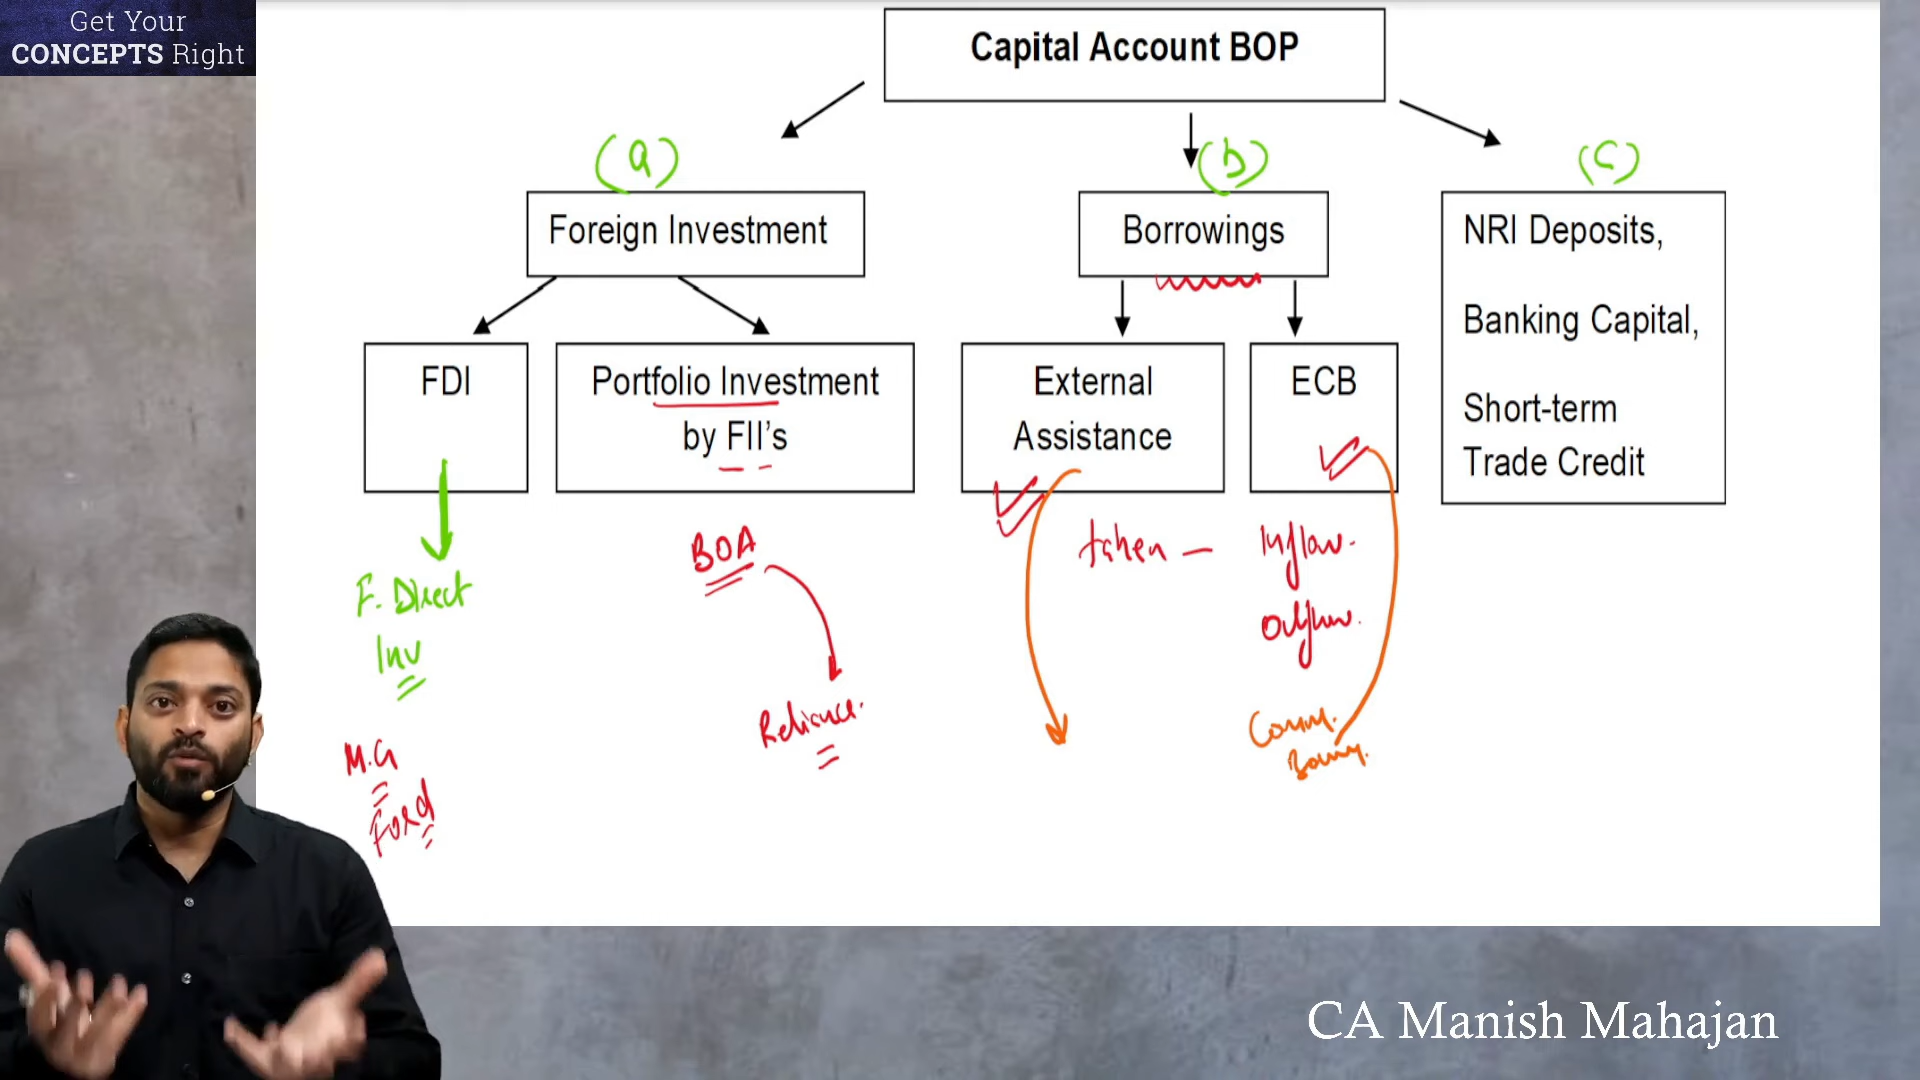 Get Your
CONCEPTS Right
Capital Account BOP
(a)
(b)
(c)
Foreign Investment
Borrowings
NRI Deposits,
Banking Capital,
Short-term
Trade Credit
FDI
Portfolio Investment
by FII's
External
Assistance
ECB
F. Direct
Inv
M.G
Ford
BOA
Reliance.
taken — Inflow.
Outflow.
Comm.
CA Manish Mahajan